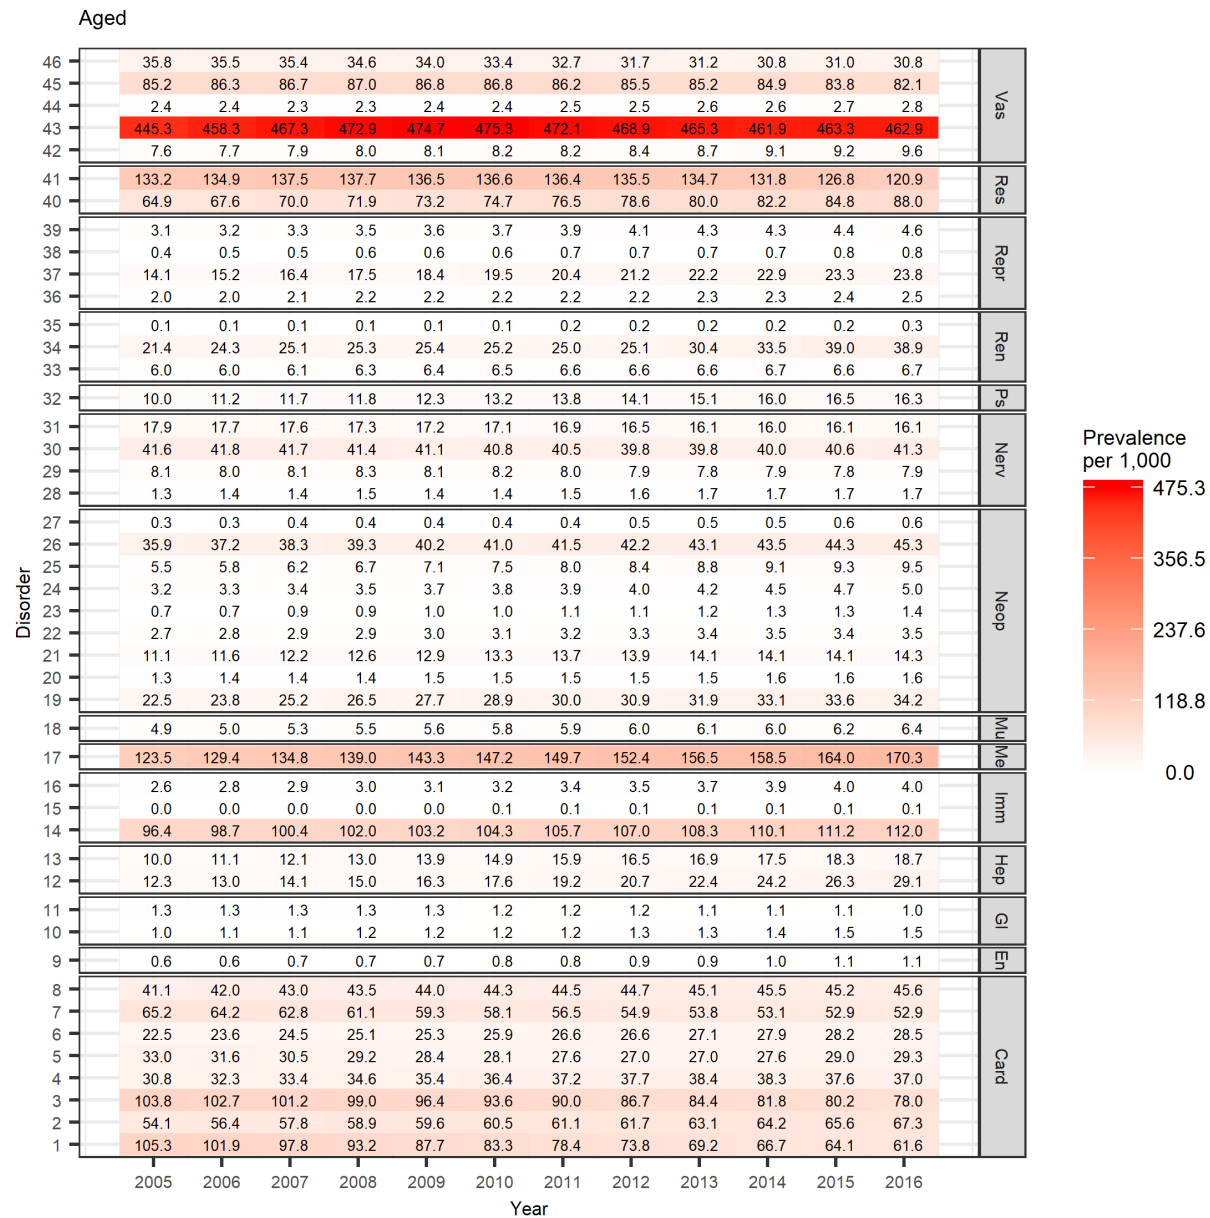 Aged
46 35.8 35.5 35.4 34.6 34.0 33.4 32.7 31.7 31.2 30.8 31.0 30.8
45 85.2 86.3 86.7 87.0 86.8 86.8 86.2 85.5 85.2 84.9 83.8 82.1
44 2.4 2.4 2.3 2.3 2.4 2.4 2.5 2.5 2.6 2.6 2.7 2.8
43 445.3 458.3 467.3 472.9 474.7 475.3 472.1 468.9 465.3 461.9 463.3 462.9
42 7.6 7.7 7.9 8.0 8.1 8.2 8.2 8.4 8.7 9.1 9.2 9.6
Vas
41 133.2 134.9 137.5 137.7 136.5 136.6 136.4 135.5 134.7 131.8 126.8 120.9
40 64.9 67.6 70.0 71.9 73.2 74.7 76.5 78.6 80.0 82.2 84.8 88.0
Res
39 3.1 3.2 3.3 3.5 3.6 3.7 3.9 4.1 4.3 4.3 4.4 4.6
38 0.4 0.5 0.5 0.6 0.6 0.6 0.7 0.7 0.7 0.7 0.8 0.8
37 14.1 15.2 16.4 17.5 18.4 19.5 20.4 21.2 22.2 22.9 23.3 23.8
36 2.0 2.0 2.1 2.2 2.2 2.2 2.2 2.2 2.3 2.3 2.4 2.5
Repr
35 0.1 0.1 0.1 0.1 0.1 0.1 0.2 0.2 0.2 0.2 0.2 0.3
34 21.4 24.3 25.1 25.3 25.4 25.2 25.0 25.1 30.4 33.5 39.0 38.9
33 6.0 6.0 6.1 6.3 6.4 6.5 6.6 6.6 6.6 6.7 6.6 6.7
Ren
32 10.0 11.2 11.7 11.8 12.3 13.2 13.8 14.1 15.1 16.0 16.5 16.3
Ps
31 17.9 17.7 17.6 17.3 17.2 17.1 16.9 16.5 16.1 16.0 16.1 16.1
30 41.6 41.8 41.7 41.4 41.1 40.8 40.5 39.8 39.8 40.0 40.6 41.3
29 8.1 8.0 8.1 8.3 8.1 8.2 8.0 7.9 7.8 7.9 7.8 7.9
28 1.3 1.4 1.4 1.5 1.4 1.4 1.5 1.6 1.7 1.7 1.7 1.7
Nerv
27 0.3 0.3 0.4 0.4 0.4 0.4 0.4 0.5 0.5 0.5 0.6 0.6
26 35.9 37.2 38.3 39.3 40.2 41.0 41.5 42.2 43.1 43.5 44.3 45.3
25 5.5 5.8 6.2 6.7 7.1 7.5 8.0 8.4 8.8 9.1 9.3 9.5
24 3.2 3.3 3.4 3.5 3.7 3.8 3.9 4.0 4.2 4.5 4.7 5.0
23 0.7 0.7 0.9 0.9 1.0 1.0 1.1 1.1 1.2 1.3 1.3 1.4
22 2.7 2.8 2.9 2.9 3.0 3.1 3.2 3.3 3.4 3.5 3.4 3.5
21 11.1 11.6 12.2 12.6 12.9 13.3 13.7 13.9 14.1 14.1 14.1 14.3
20 1.3 1.4 1.4 1.4 1.5 1.5 1.5 1.5 1.5 1.6 1.6 1.6
19 22.5 23.8 25.2 26.5 27.7 28.9 30.0 30.9 31.9 33.1 33.6 34.2
Neop
18 4.9 5.0 5.3 5.5 5.6 5.8 5.9 6.0 6.1 6.0 6.2 6.4
Mu
17 123.5 129.4 134.8 139.0 143.3 147.2 149.7 152.4 156.5 158.5 164.0 170.3
Me
16 2.6 2.8 2.9 3.0 3.1 3.2 3.4 3.5 3.7 3.9 4.0 4.0
15 0.0 0.0 0.0 0.0 0.0 0.1 0.1 0.1 0.1 0.1 0.1 0.1
14 96.4 98.7 100.4 102.0 103.2 104.3 105.7 107.0 108.3 110.1 111.2 112.0
Imm
13 10.0 11.1 12.1 13.0 13.9 14.9 15.9 16.5 16.9 17.5 18.3 18.7
12 12.3 13.0 14.1 15.0 16.3 17.6 19.2 20.7 22.4 24.2 26.3 29.1
Hep
11 1.3 1.3 1.3 1.3 1.3 1.2 1.2 1.2 1.1 1.1 1.1 1.0
10 1.0 1.1 1.1 1.2 1.2 1.2 1.2 1.3 1.3 1.4 1.5 1.5
GI
9 0.6 0.6 0.7 0.7 0.7 0.8 0.8 0.9 0.9 1.0 1.1 1.1
En
8 41.1 42.0 43.0 43.5 44.0 44.3 44.5 44.7 45.1 45.5 45.2 45.6
7 65.2 64.2 62.8 61.1 59.3 58.1 56.5 54.9 53.8 53.1 52.9 52.9
6 22.5 23.6 24.5 25.1 25.3 25.9 26.6 26.6 27.1 27.9 28.2 28.5
5 33.0 31.6 30.5 29.2 28.4 28.1 27.6 27.0 27.0 27.6 29.0 29.3
4 30.8 32.3 33.4 34.6 35.4 36.4 37.2 37.7 38.4 38.3 37.6 37.0
3 103.8 102.7 101.2 99.0 96.4 93.6 90.0 86.7 84.4 81.8 80.2 78.0
2 54.1 56.4 57.8 58.9 59.6 60.5 61.1 61.7 63.1 64.2 65.6 67.3
1 105.3 101.9 97.8 93.2 87.7 83.3 78.4 73.8 69.2 66.7 64.1 61.6
Card
2005 2006 2007 2008 2009 2010 2011 2012 2013 2014 2015 2016
Year
Disorder
Prevalence
per 1,000
475.3
356.5
237.6
118.8
0.0